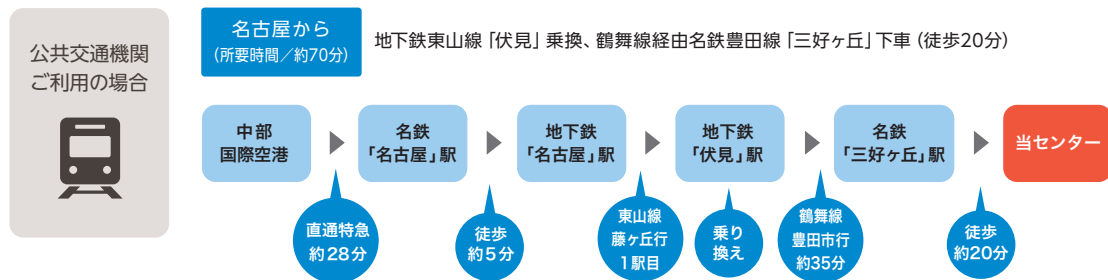 公共交通機関
ご利用の場合
名古屋から
(所要時間／約70分)
地下鉄東山線「伏見」乗換、鶴舞線経由名鉄豊田線「三好ヶ丘」下車(徒歩20分)
中部
国際空港
名鉄
「名古屋」駅
地下鉄
「名古屋」駅
地下鉄
「伏見」駅
名鉄
「三好ヶ丘」駅
当センター
直通特急
約28分
徒歩
約5分
東山線
藤ヶ丘行
1駅目
乗り
換え
鶴舞線
豊田市行
約35分
徒歩
約20分